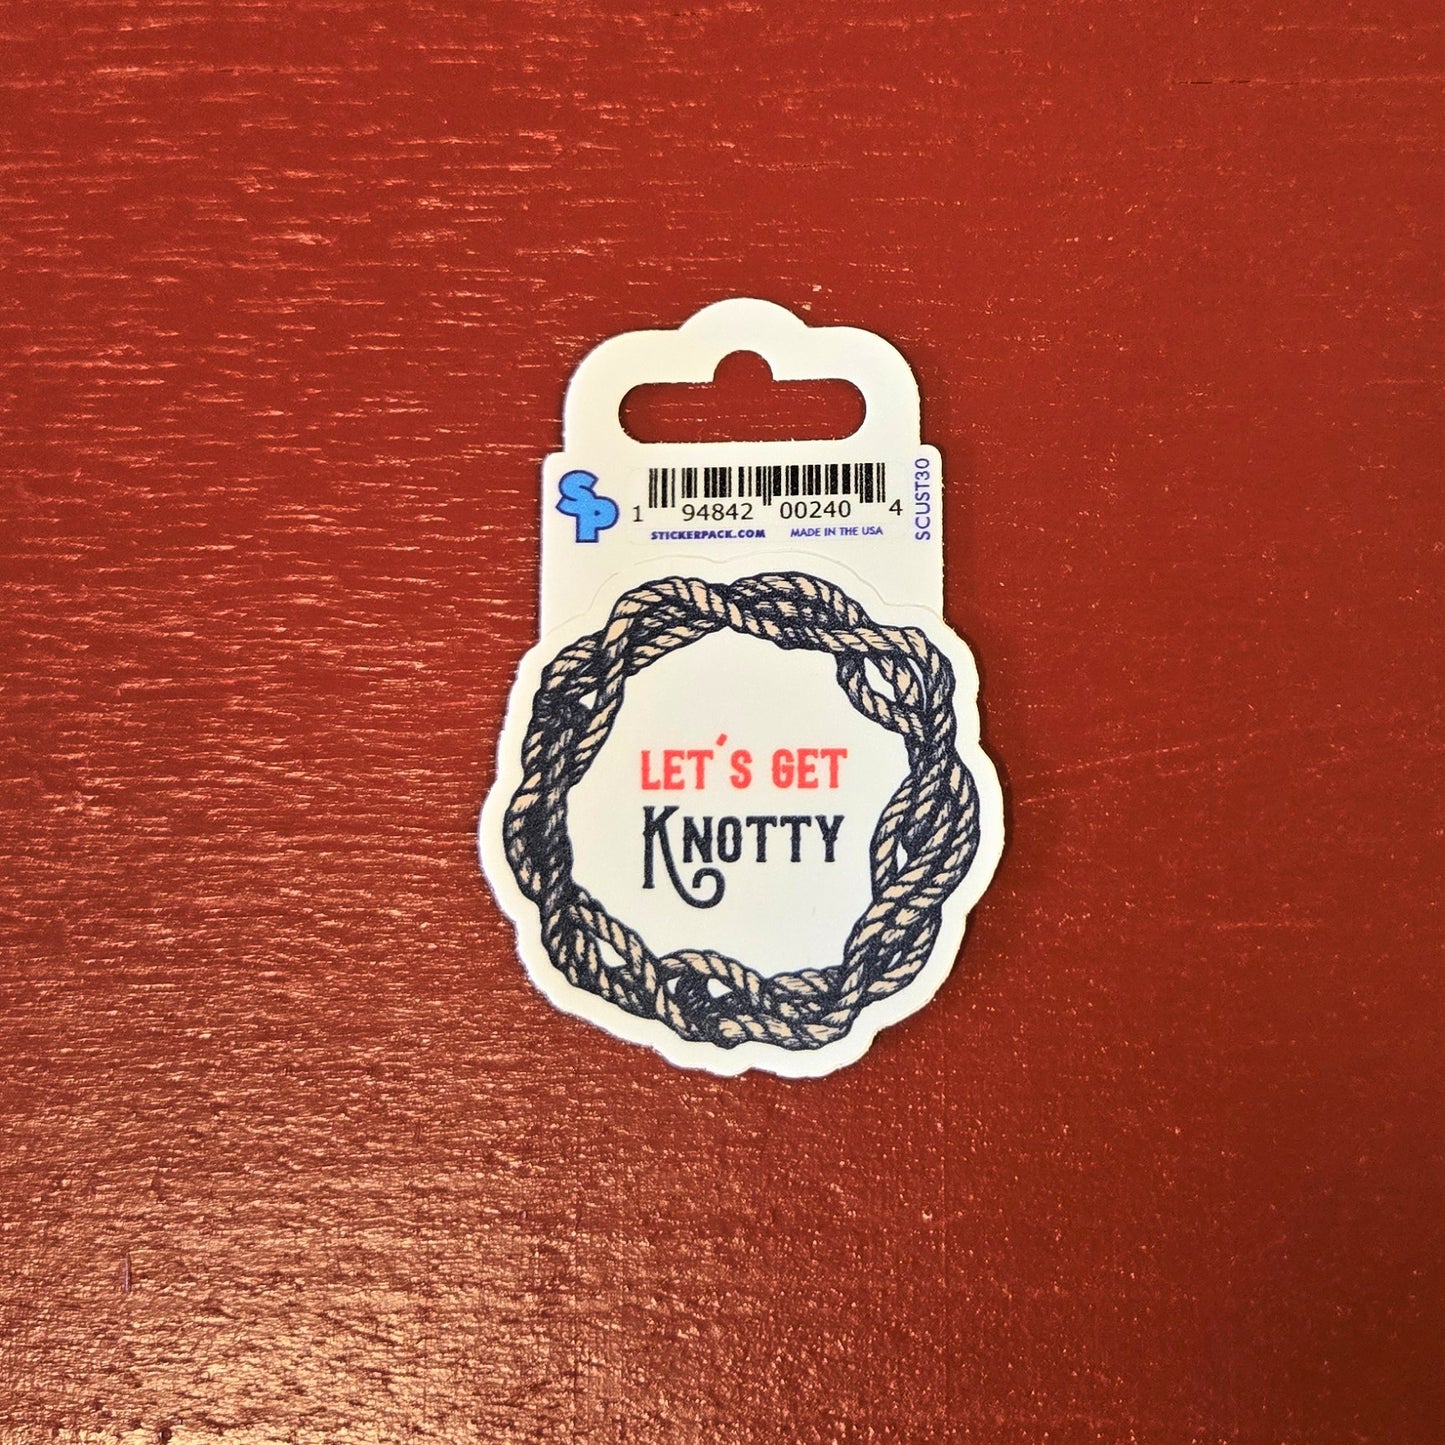 SP
1 94842 00240 4
STICKERPACK.COM MADE IN THE USA
SCUST30
LET'S GET
KNOTTY